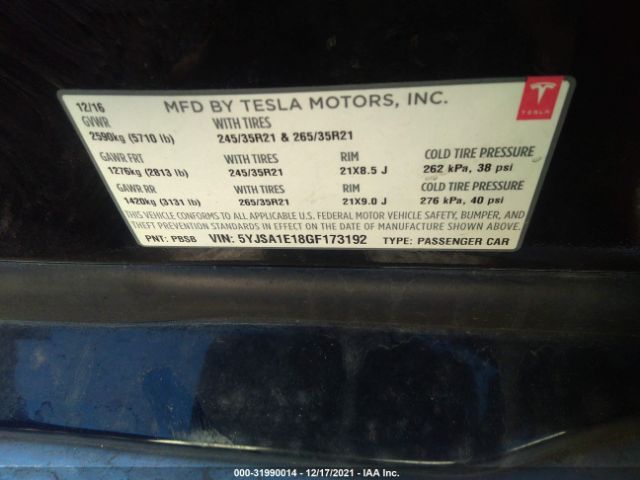 12/16 MFD BY TESLA MOTORS, INC.
GVWR WITH TIRES
2590kg (5710 lb) 245/35R21 & 265/35R21
GAWR FRT WITH TIRES RIM COLD TIRE PRESSURE
1276kg (2813 lb) 245/35R21 21X8.5 J 262 kPa, 38 psi
GAWR RR WITH TIRES RIM COLD TIRE PRESSURE
1420kg (3131 lb) 265/35R21 21X9.0 J 276 kPa, 40 psi
THIS VEHICLE CONFORMS TO ALL APPLICABLE U.S. FEDERAL MOTOR VEHICLE SAFETY, BUMPER, AND
THEFT PREVENTION STANDARDS IN EFFECT ON THE DATE OF MANUFACTURE SHOWN ABOVE.
PNT: PBSB VIN: 5YJSA1E18GF173192 TYPE: PASSENGER CAR
TESLA
000-31990014 - 12/17/2021 - IAA Inc.